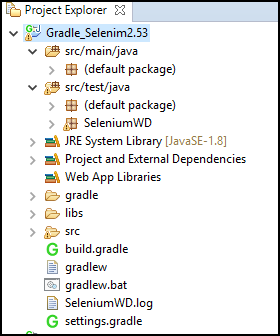 Project Explorer
Gradle_Selenim2.53
src/main/java
(default package)
src/test/java
(default package)
SeleniumWD
JRE System Library [JavaSE-1.8]
Project and External Dependencies
Web App Libraries
gradle
libs
src
build.gradle
gradlew
gradlew.bat
SeleniumWD.log
settings.gradle